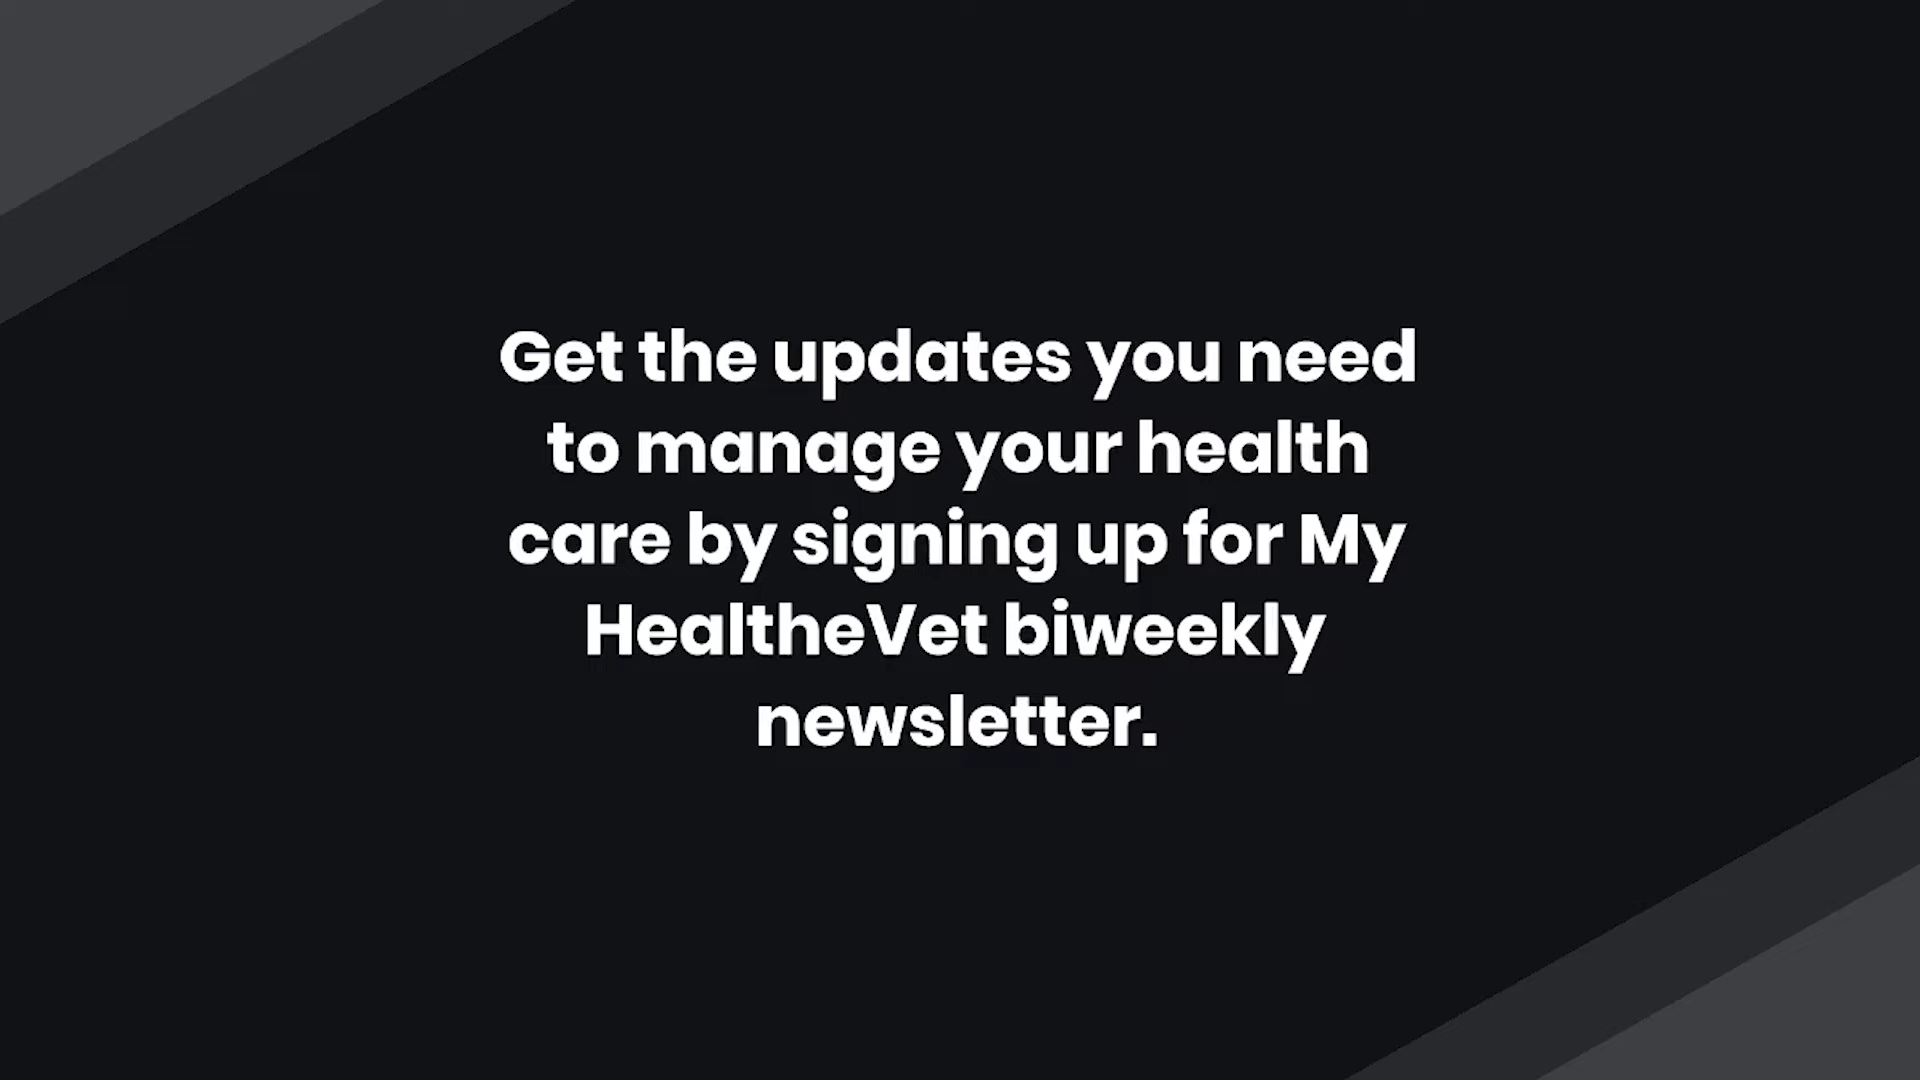 Get the updates you need
to manage your health
care by signing up for My
HealtheVet biweekly
newsletter.